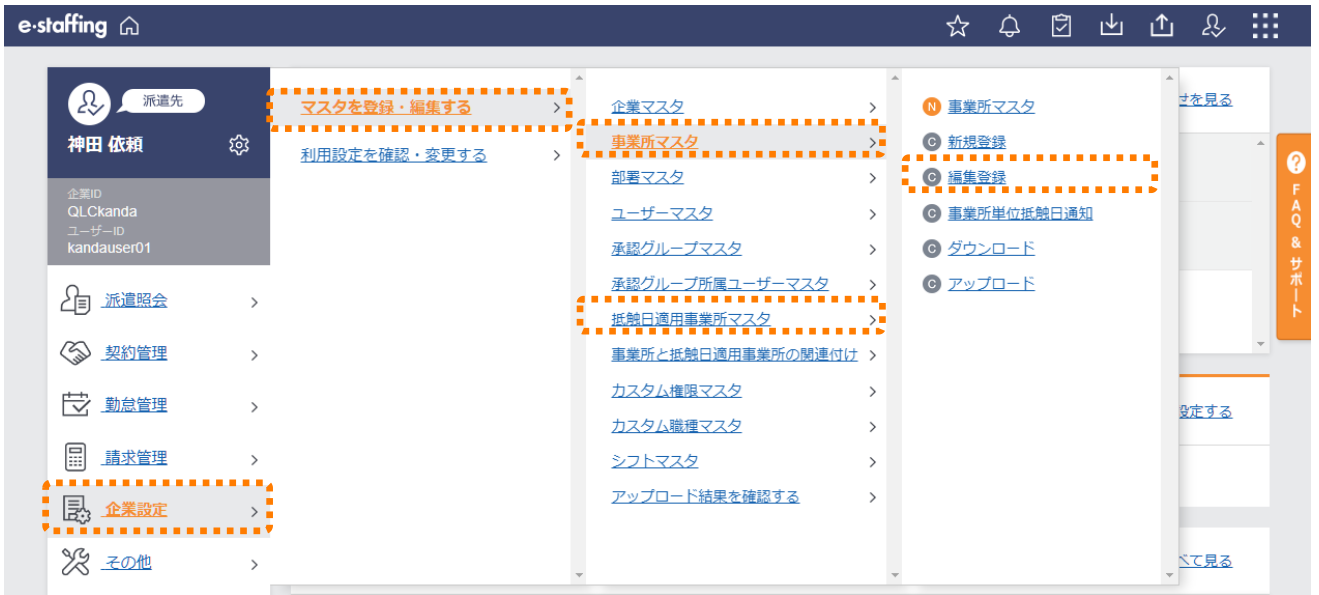 e-staffing
派遣先
神田 依頼
企業ID
QLCkanda
ユーザーID
kandauser01
派遣照会
契約管理
勤怠管理
請求管理
企業設定
その他
マスタを登録・編集する
利用設定を確認・変更する
企業マスタ
事業所マスタ
部署マスタ
ユーザーマスタ
承認グループマスタ
承認グループ所属ユーザーマスタ
抵触日適用事業所マスタ
事業所と抵触日適用事業所の関連付け
カスタム権限マスタ
カスタム職種マスタ
シフトマスタ
アップロード結果を確認する
N 事業所マスタ
C 新規登録
C 編集登録
C 事業所単位抵触日通知
C ダウンロード
C アップロード
せを見る
設定する
べて見る
? FAQ & サポート